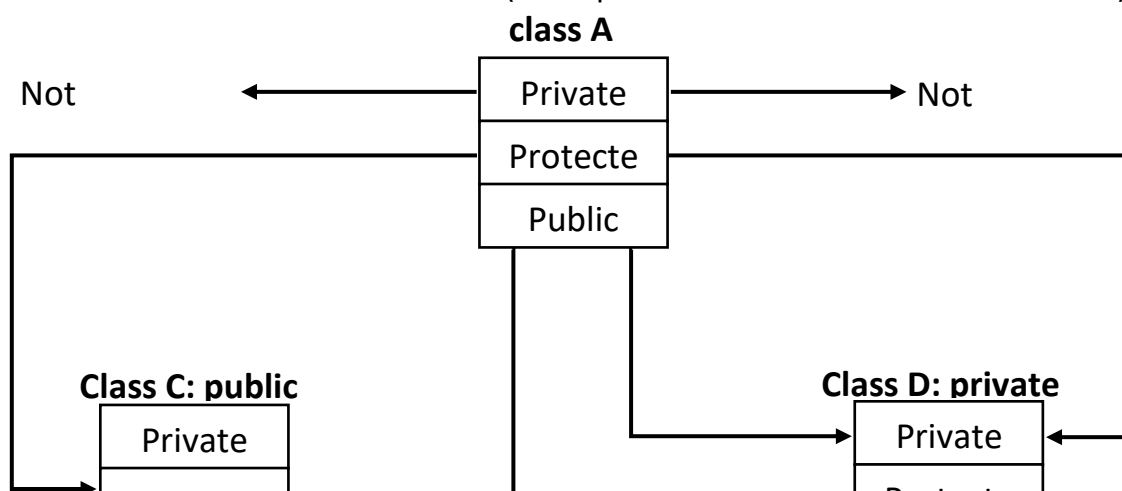 class A
Not
Private
Not
Protecte
Public
Class C: public
Class D: private
Private
Private